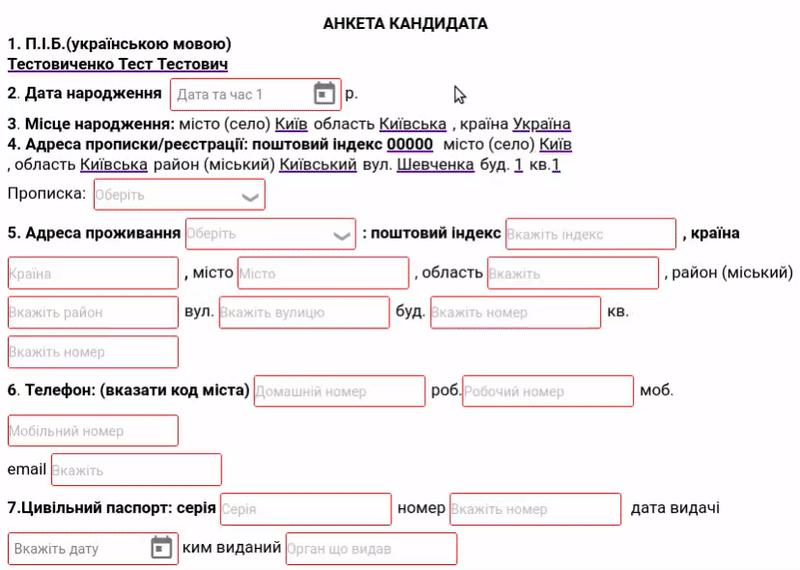 АНКЕТА КАНДИДАТА
1. П.І.Б.(українською мовою)
Тестовиченко Тест Тестович
2. Дата народження Дата та час 1 р.
3. Місце народження: місто (село) Київ область Київська , країна Україна
4. Адреса прописки/реєстрації: поштовий індекс 00000 місто (село) Київ
, область Київська район (міський) Київський вул. Шевченка буд. 1 кв.1
Прописка: Оберіть
5. Адреса проживання Оберіть : поштовий індекс Вкажіть індекс , країна
Країна , місто Місто , область Вкажіть , район (міський)
Вкажіть район вул. Вкажіть вулицю буд. Вкажіть номер кв.
Вкажіть номер
6. Телефон: (вказати код міста) Домашній номер роб. Робочий номер моб.
Мобільний номер
email Вкажіть
7.Цивільний паспорт: серія Серія номер Вкажіть номер дата видачі
Вкажіть дату ким виданий Орган що видав